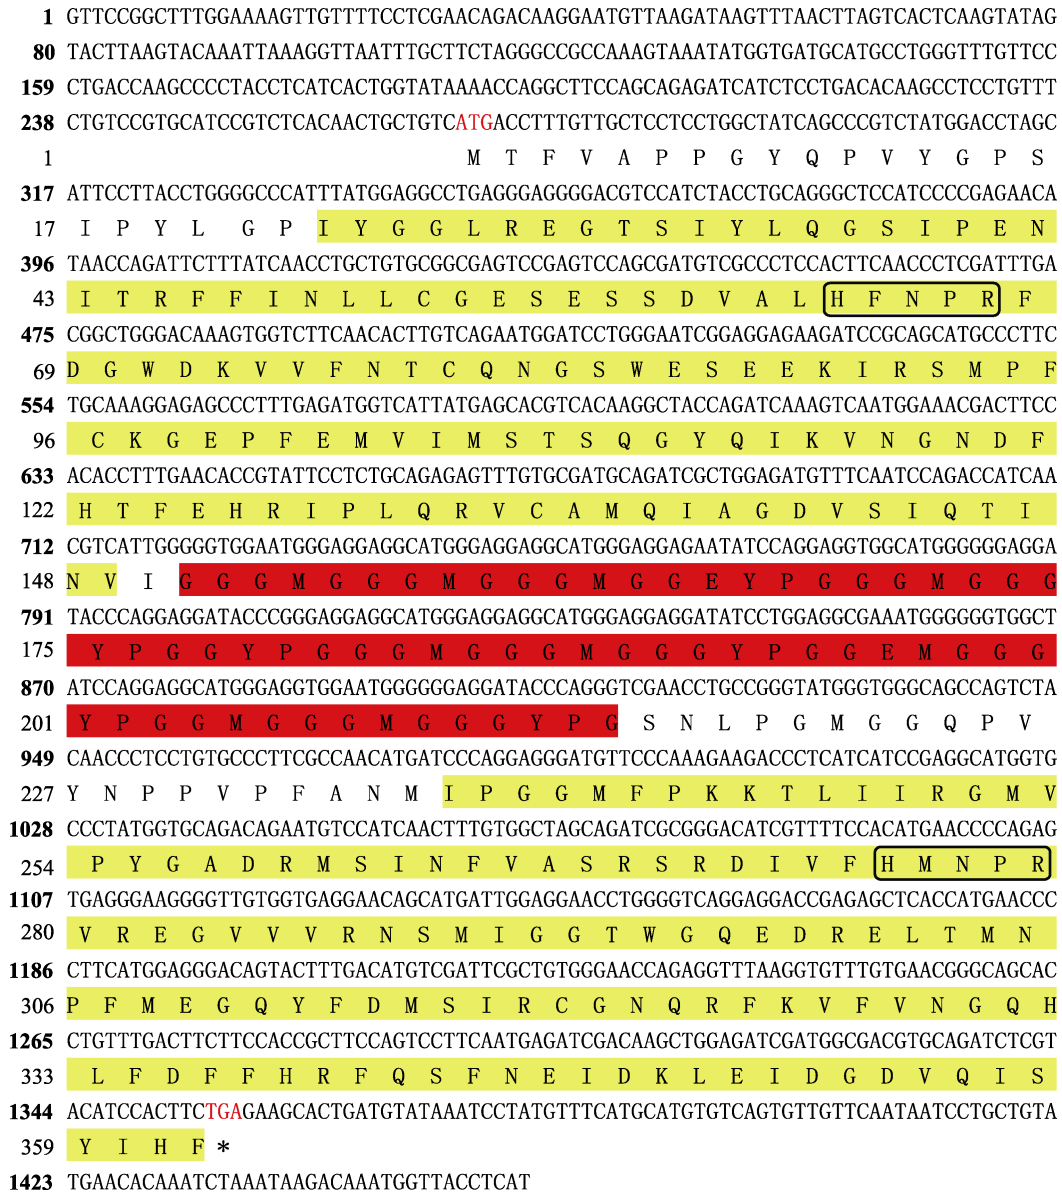 1 GTTCCGGCTTTGGAAAAGTTGTTTTCCTCGAACAGACAAGGAATGTTAAGATAAGTTTAACTTAGTCACTCAAGTATAG
80 TACTTAAGTACAAATTAAAGGTTAATTTGCTTCTAGGGCCGCCAAAGTAAATATGGTGATGCATGCCTGGGTTTGTTCC
159 CTGACCAAGCCCCTACCTCATCACTGGTATAAAACCAGGCTTCCAGCAGAGATCATCTCCTGACACAAGCCTCCTGTTT
238 CTGTCCGTGCATCCGTCTCACAACTGCTGTCATGACCTTTGTTGCTCCTCCTGGCTATCAGCCCGTCTATGGACCTAGC
1 M T F V A P P G Y Q P V Y G P S
317 ATTCCTTACCTGGGGCCCATTTATGGAGGCCTGAGGGAGGGGACGTCCATCTACCTGCAGGGCTCCATCCCCGAGAACA
17 I P Y L G P I Y G G L R E G T S I Y L Q G S I P E N
396 TAACCAGATTCTTTATCAACCTGCTGTGCGGCGAGTCCGAGTCCAGCGATGTCGCCCTCCACTTCAACCCTCGATTTGA
43 I T R F F I N L L C G E S E S S D V A L H F N P R F
475 CGGCTGGGACAAAGTGGTCTTCAACACTTGTCAGAATGGATCCTGGGAATCGGAGGAGAAGATCCGCAGCATGCCCTTC
69 D G W D K V V F N T C Q N G S W E S E E K I R S M P F
554 TGCAAAGGAGAGCCCTTTGAGATGGTCATTATGAGCACGTCACAAGGCTACCAGATCAAAGTCAATGGAAACGACTTCC
96 C K G E P F E M V I M S T S Q G Y Q I K V N G N D F
633 ACACCTTTGAACACCGTATTCCTCTGCAGAGAGTTTGTGCGATGCAGATCGCTGGAGATGTTTCAATCCAGACCATCAA
122 H T F E H R I P L Q R V C A M Q I A G D V S I Q T I
712 CGTCATTGGGGGTGGAATGGGAGGAGGCATGGGAGGAGGCATGGGAGGAGAATATCCAGGAGGTGGCATGGGGGGAGGA
148 N V I G G G M G G G M G G G M G G E Y P G G G M G G G
791 TACCCAGGAGGATACCCGGGAGGAGGCATGGGAGGAGGCATGGGAGGAGGATATCCTGGAGGCGAAATGGGGGGTGGCT
175 Y P G G Y P G G G M G G G M G G G Y P G G E M G G G
870 ATCCAGGAGGCATGGGAGGTGGAATGGGGGGAGGATACCCAGGGTCGAACCTGCCGGGTATGGGTGGGCAGCCAGTCTA
201 Y P G G M G G G M G G G Y P G S N L P G M G G Q P V
949 CAACCCTCCTGTGCCCTTCGCCAACATGATCCCAGGAGGGATGTTCCCAAAGAAGACCCTCATCATCCGAGGCATGGTG
227 Y N P P V P F A N M I P G G M F P K K T L I I R G M V
1028 CCCTATGGTGCAGACAGAATGTCCATCAACTTTGTGGCTAGCAGATCGCGGGACATCGTTTTCCACATGAACCCCAGAG
254 P Y G A D R M S I N F V A S R S R D I V F H M N P R
1107 TGAGGGAAGGGGTTGTGGTGAGGAACAGCATGATTGGAGGAACCTGGGGTCAGGAGGACCGAGAGCTCACCATGAACCC
280 V R E G V V V R N S M I G G T W G Q E D R E L T M N
1186 CTTCATGGAGGGACAGTACTTTGACATGTCGATTCGCTGTGGGAACCAGAGGTTTAAGGTGTTTGTGAACGGGCAGCAC
306 P F M E G Q Y F D M S I R C G N Q R F K V F V N G Q H
1265 CTGTTTGACTTCTTCCACCGCTTCCAGTCCTTCAATGAGATCGACAAGCTGGAGATCGATGGCGACGTGCAGATCTCGT
333 L F D F F H R F Q S F N E I D K L E I D G D V Q I S
1344 ACATCCACTTCTGAGAAGCACTGATGTATAAATCCTATGTTTCATGCATGTGTCAGTGTTGTTCAATAATCCTGCTGTA
359 Y I H F *
1423 TGAACACAAATCTAAATAAGACAAATGGTTACCTCAT